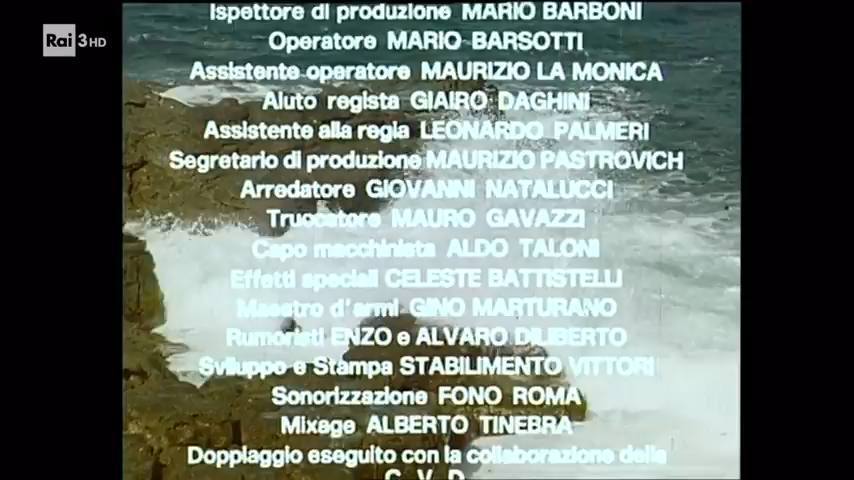 Rai 3 HD
Ispettore di produzione MARIO BARBONI
Operatore MARIO BARSOTTI
Assistente operatore MAURIZIO LA MONICA
Aiuto regista GIAIRO DAGHINI
Assistente alla regia LEONARDO PALMERI
Segretario di produzione MAURIZIO PASTROVICH
Arredatore GIOVANNI NATALUCCI
Truccatore MAURO GAVAZZI
Capo macchinista ALDO TALONI
Effetti speciali CELESTE BATTISTELLI
Maestro d'armi GINO MARTURANO
Rumoristi ENZO e ALVARO DILIBERTO
Sviluppo e Stampa STABILIMENTO VITTORI
Sonorizzazione FONO ROMA
Mixage ALBERTO TINEBRA
Doppiaggio eseguito con la collaborazione della
C. V. D.